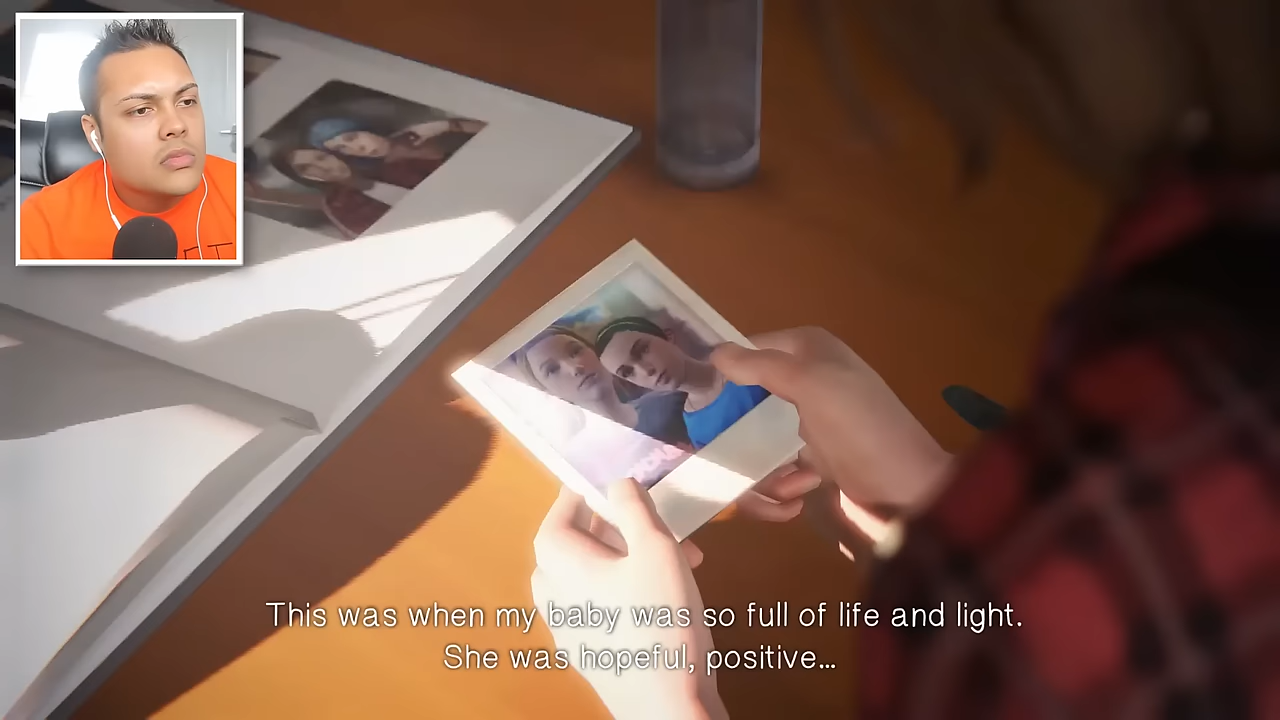 This was when my baby was so full of life and light.
She was hopeful, positive...